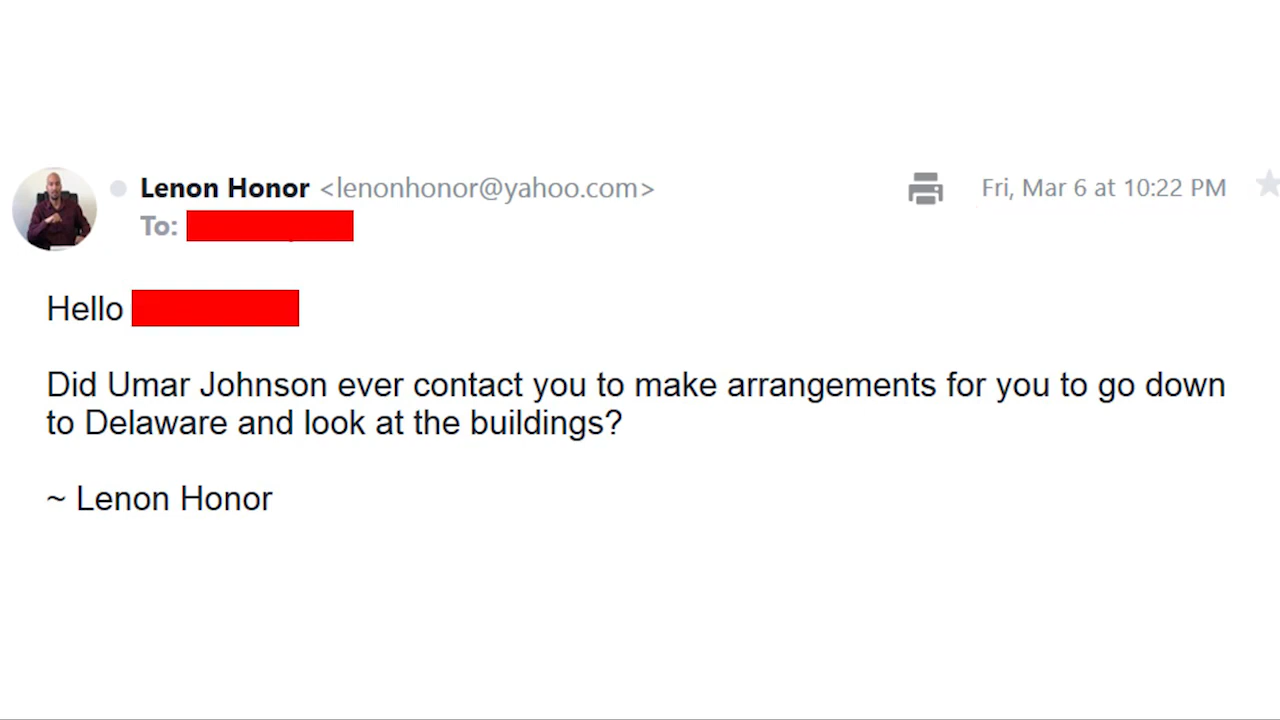 Lenon Honor <lenonhonor@yahoo.com> Fri, Mar 6 at 10:22 PM
To:
Hello
Did Umar Johnson ever contact you to make arrangements for you to go down
to Delaware and look at the buildings?
~ Lenon Honor